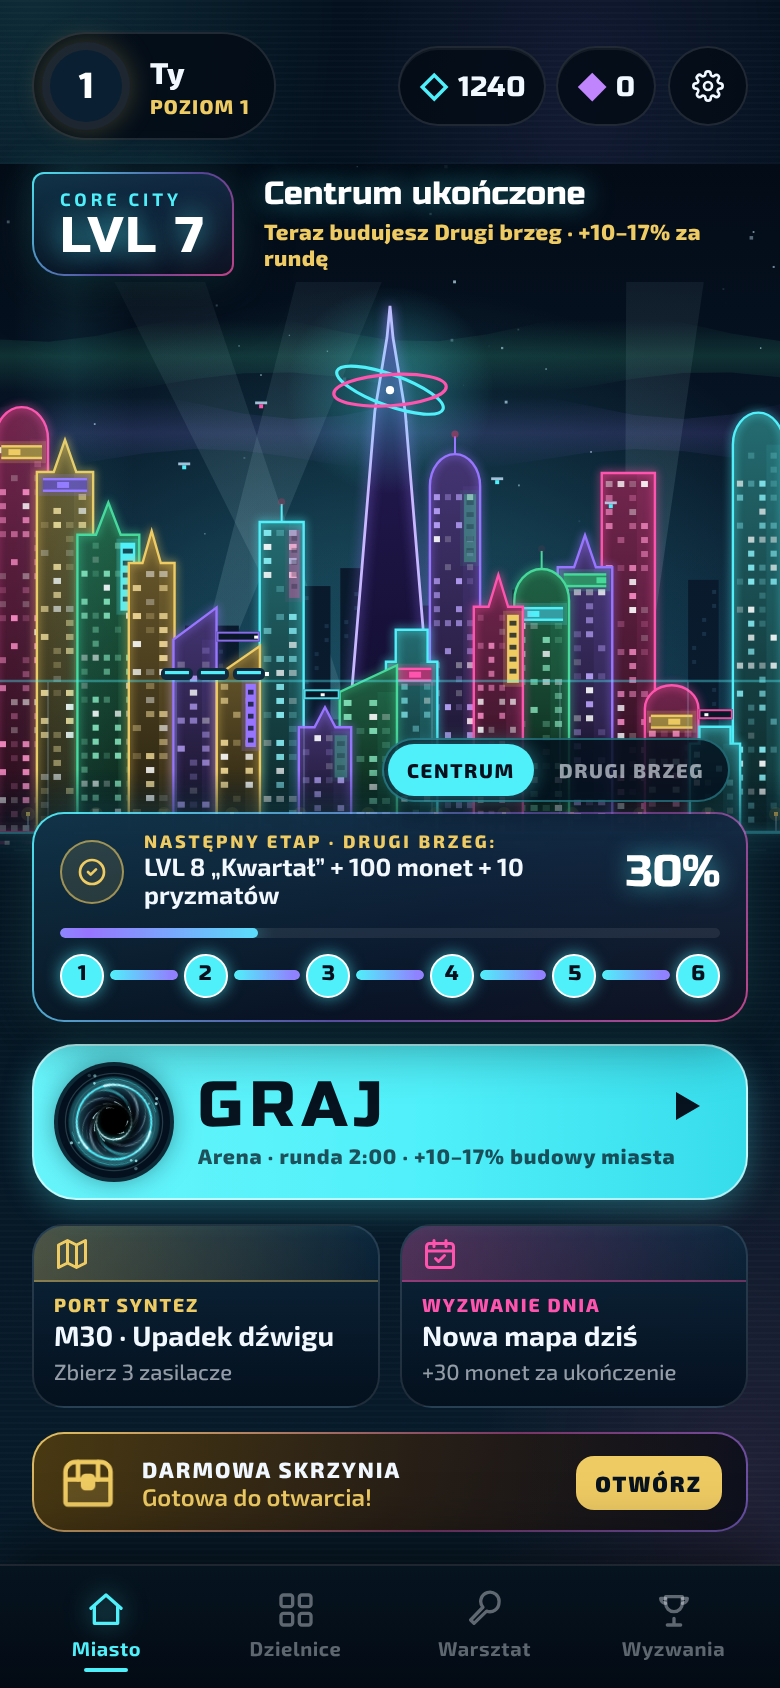 1
Ty
POZIOM 1
1240
0
CORE CITY
LVL 7
Centrum ukończone
Teraz budujesz Drugi brzeg · +10–17% za
rundę
CENTRUM
DRUGI BRZEG
NASTĘPNY ETAP · DRUGI BRZEG:
LVL 8 „Kwartał” + 100 monet + 10
pryzmatów
30%
1 2 3 4 5 6
GRAJ
Arena · runda 2:00 · +10–17% budowy miasta
PORT SYNTEZ
M30 · Upadek dźwigu
Zbierz 3 zasilacze
WYZWANIE DNIA
Nowa mapa dziś
+30 monet za ukończenie
DARMOWA SKRZYNIA
Gotowa do otwarcia!
OTWÓRZ
Miasto
Dzielnice
Warsztat
Wyzwania